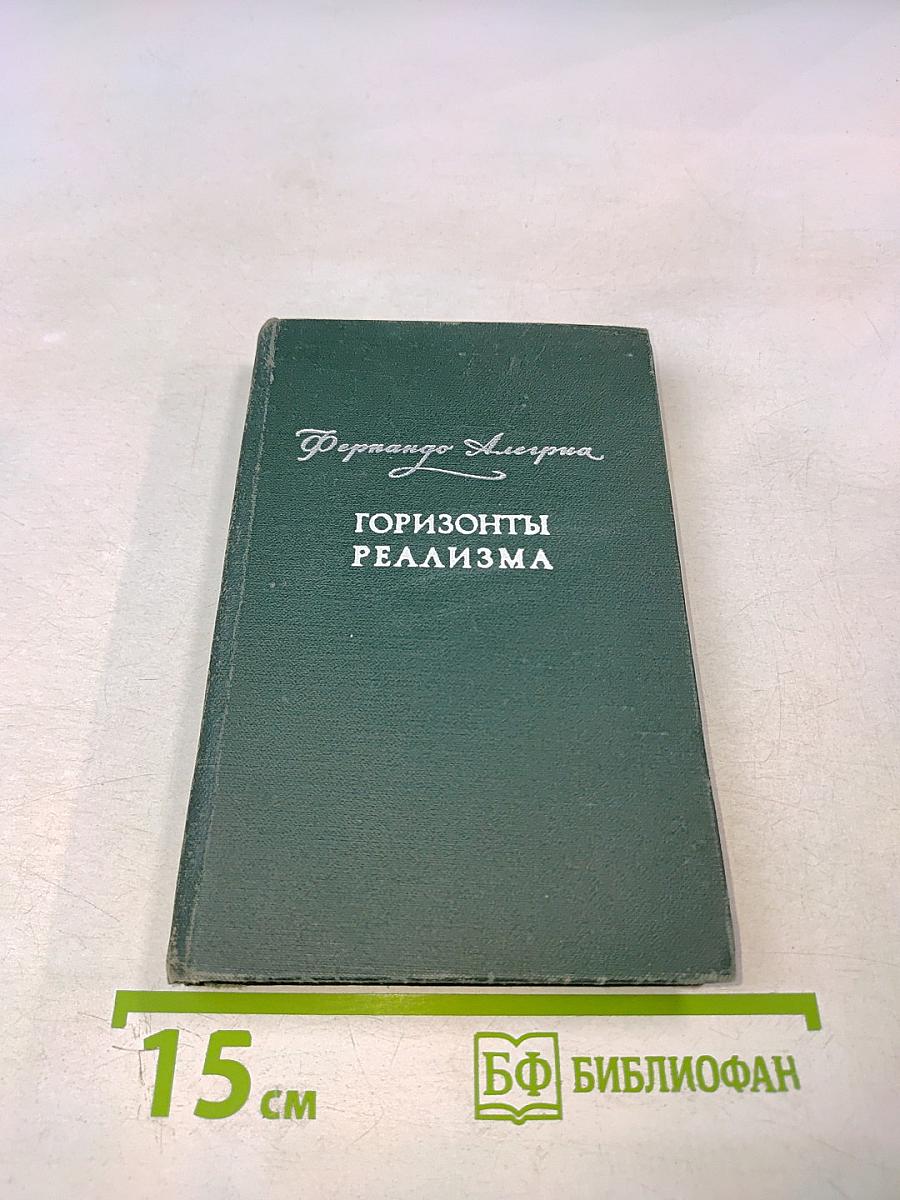 Фернандо Алегриа
ГОРИЗОНТЫ
РЕАЛИЗМА
15 см
БФ БИБЛИОФАН